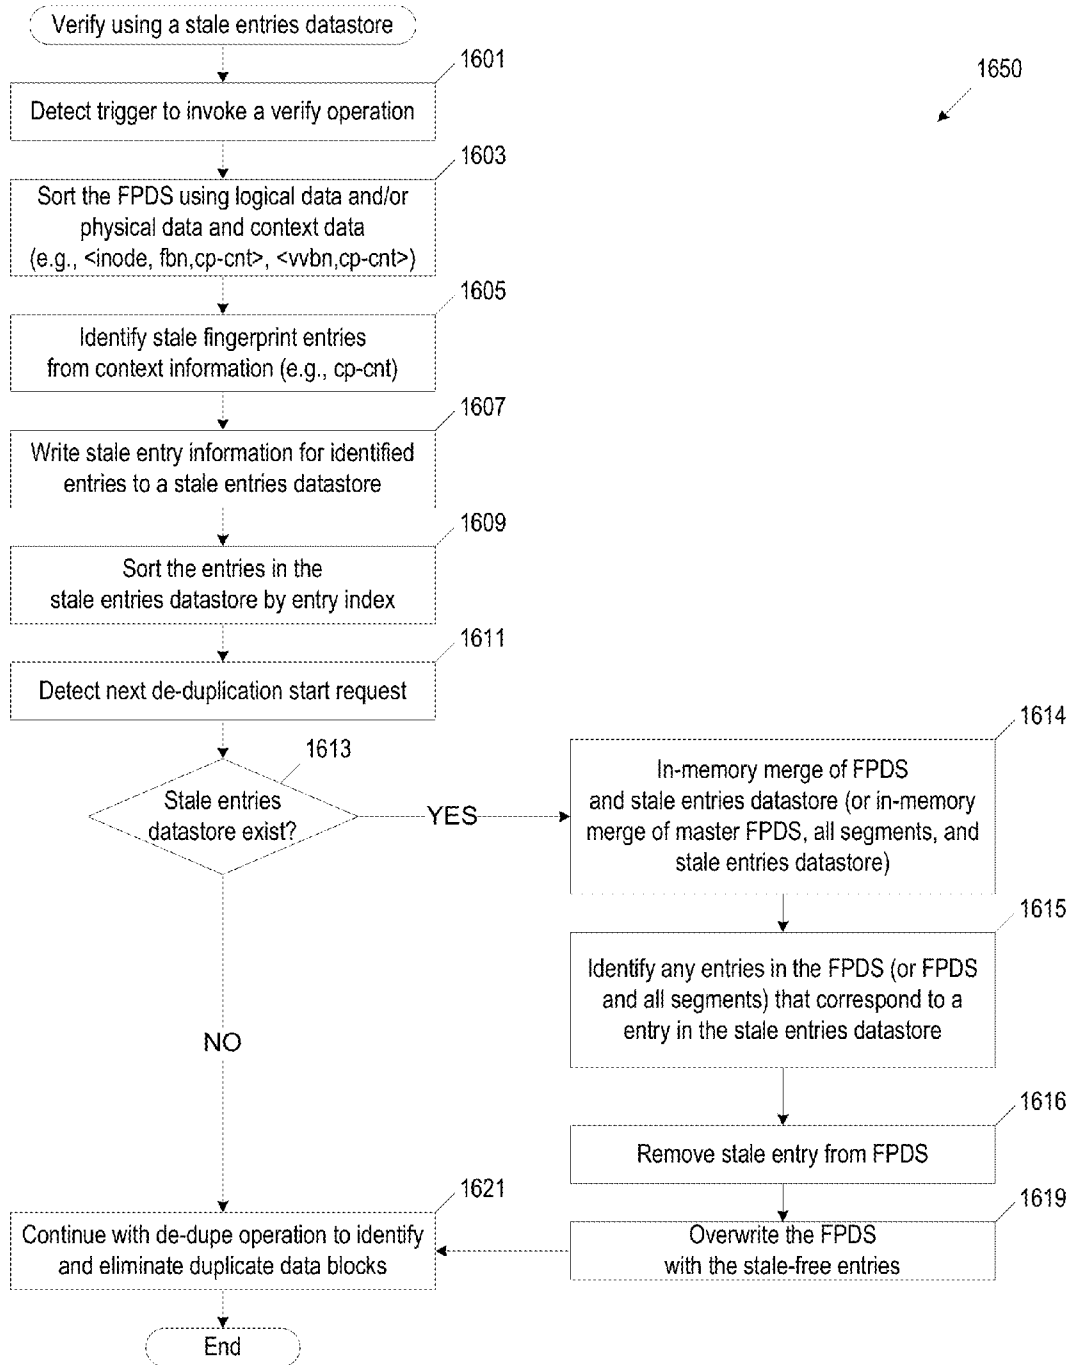 Verify using a stale entries datastore
1601
1650
Detect trigger to invoke a verify operation
1603
Sort the FPDS using logical data and/or
physical data and context data
(e.g., <inode, fbn,cp-cnt>, <vvbn,cp-cnt>)
1605
Identify stale fingerprint entries
from context information (e.g., cp-cnt)
1607
Write stale entry information for identified
entries to a stale entries datastore
1609
Sort the entries in the
stale entries datastore by entry index
1611
Detect next de-duplication start request
1613
Stale entries
datastore exist?
YES
1614
In-memory merge of FPDS
and stale entries datastore (or in-memory
merge of master FPDS, all segments, and
stale entries datastore)
1615
Identify any entries in the FPDS (or FPDS
and all segments) that correspond to a
entry in the stale entries datastore
NO
1616
Remove stale entry from FPDS
1619
Overwrite the FPDS
with the stale-free entries
1621
Continue with de-dupe operation to identify
and eliminate duplicate data blocks
End